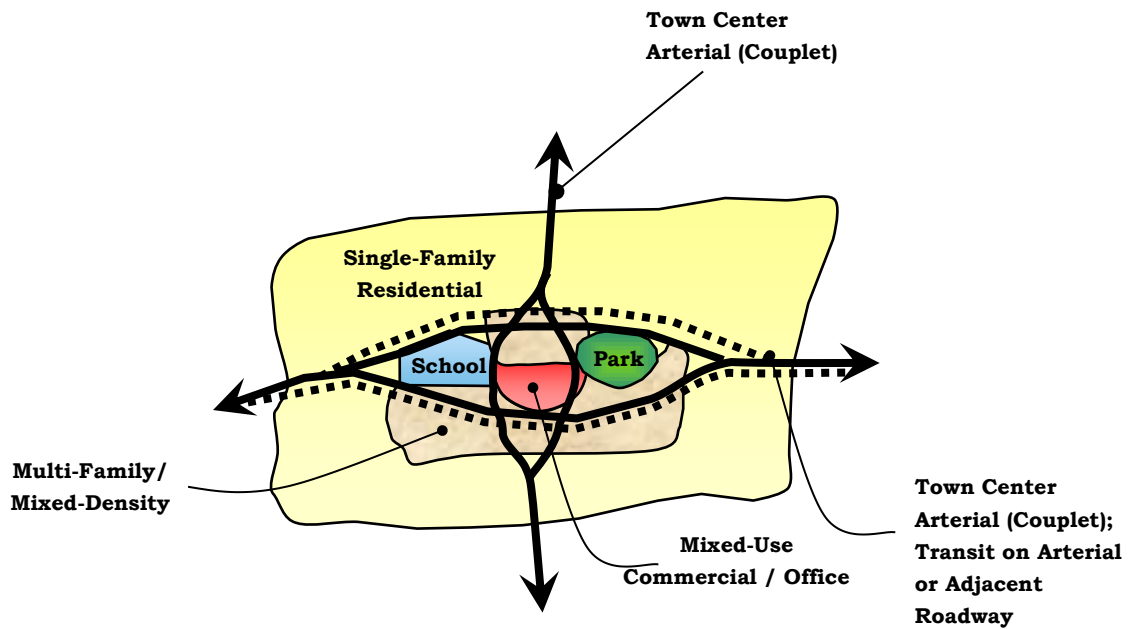 Town Center
Arterial (Couplet)
Single-Family
Residential
School
Park
Multi-Family/
Mixed-Density
Mixed-Use
Commercial / Office
Town Center
Arterial (Couplet);
Transit on Arterial
or Adjacent
Roadway